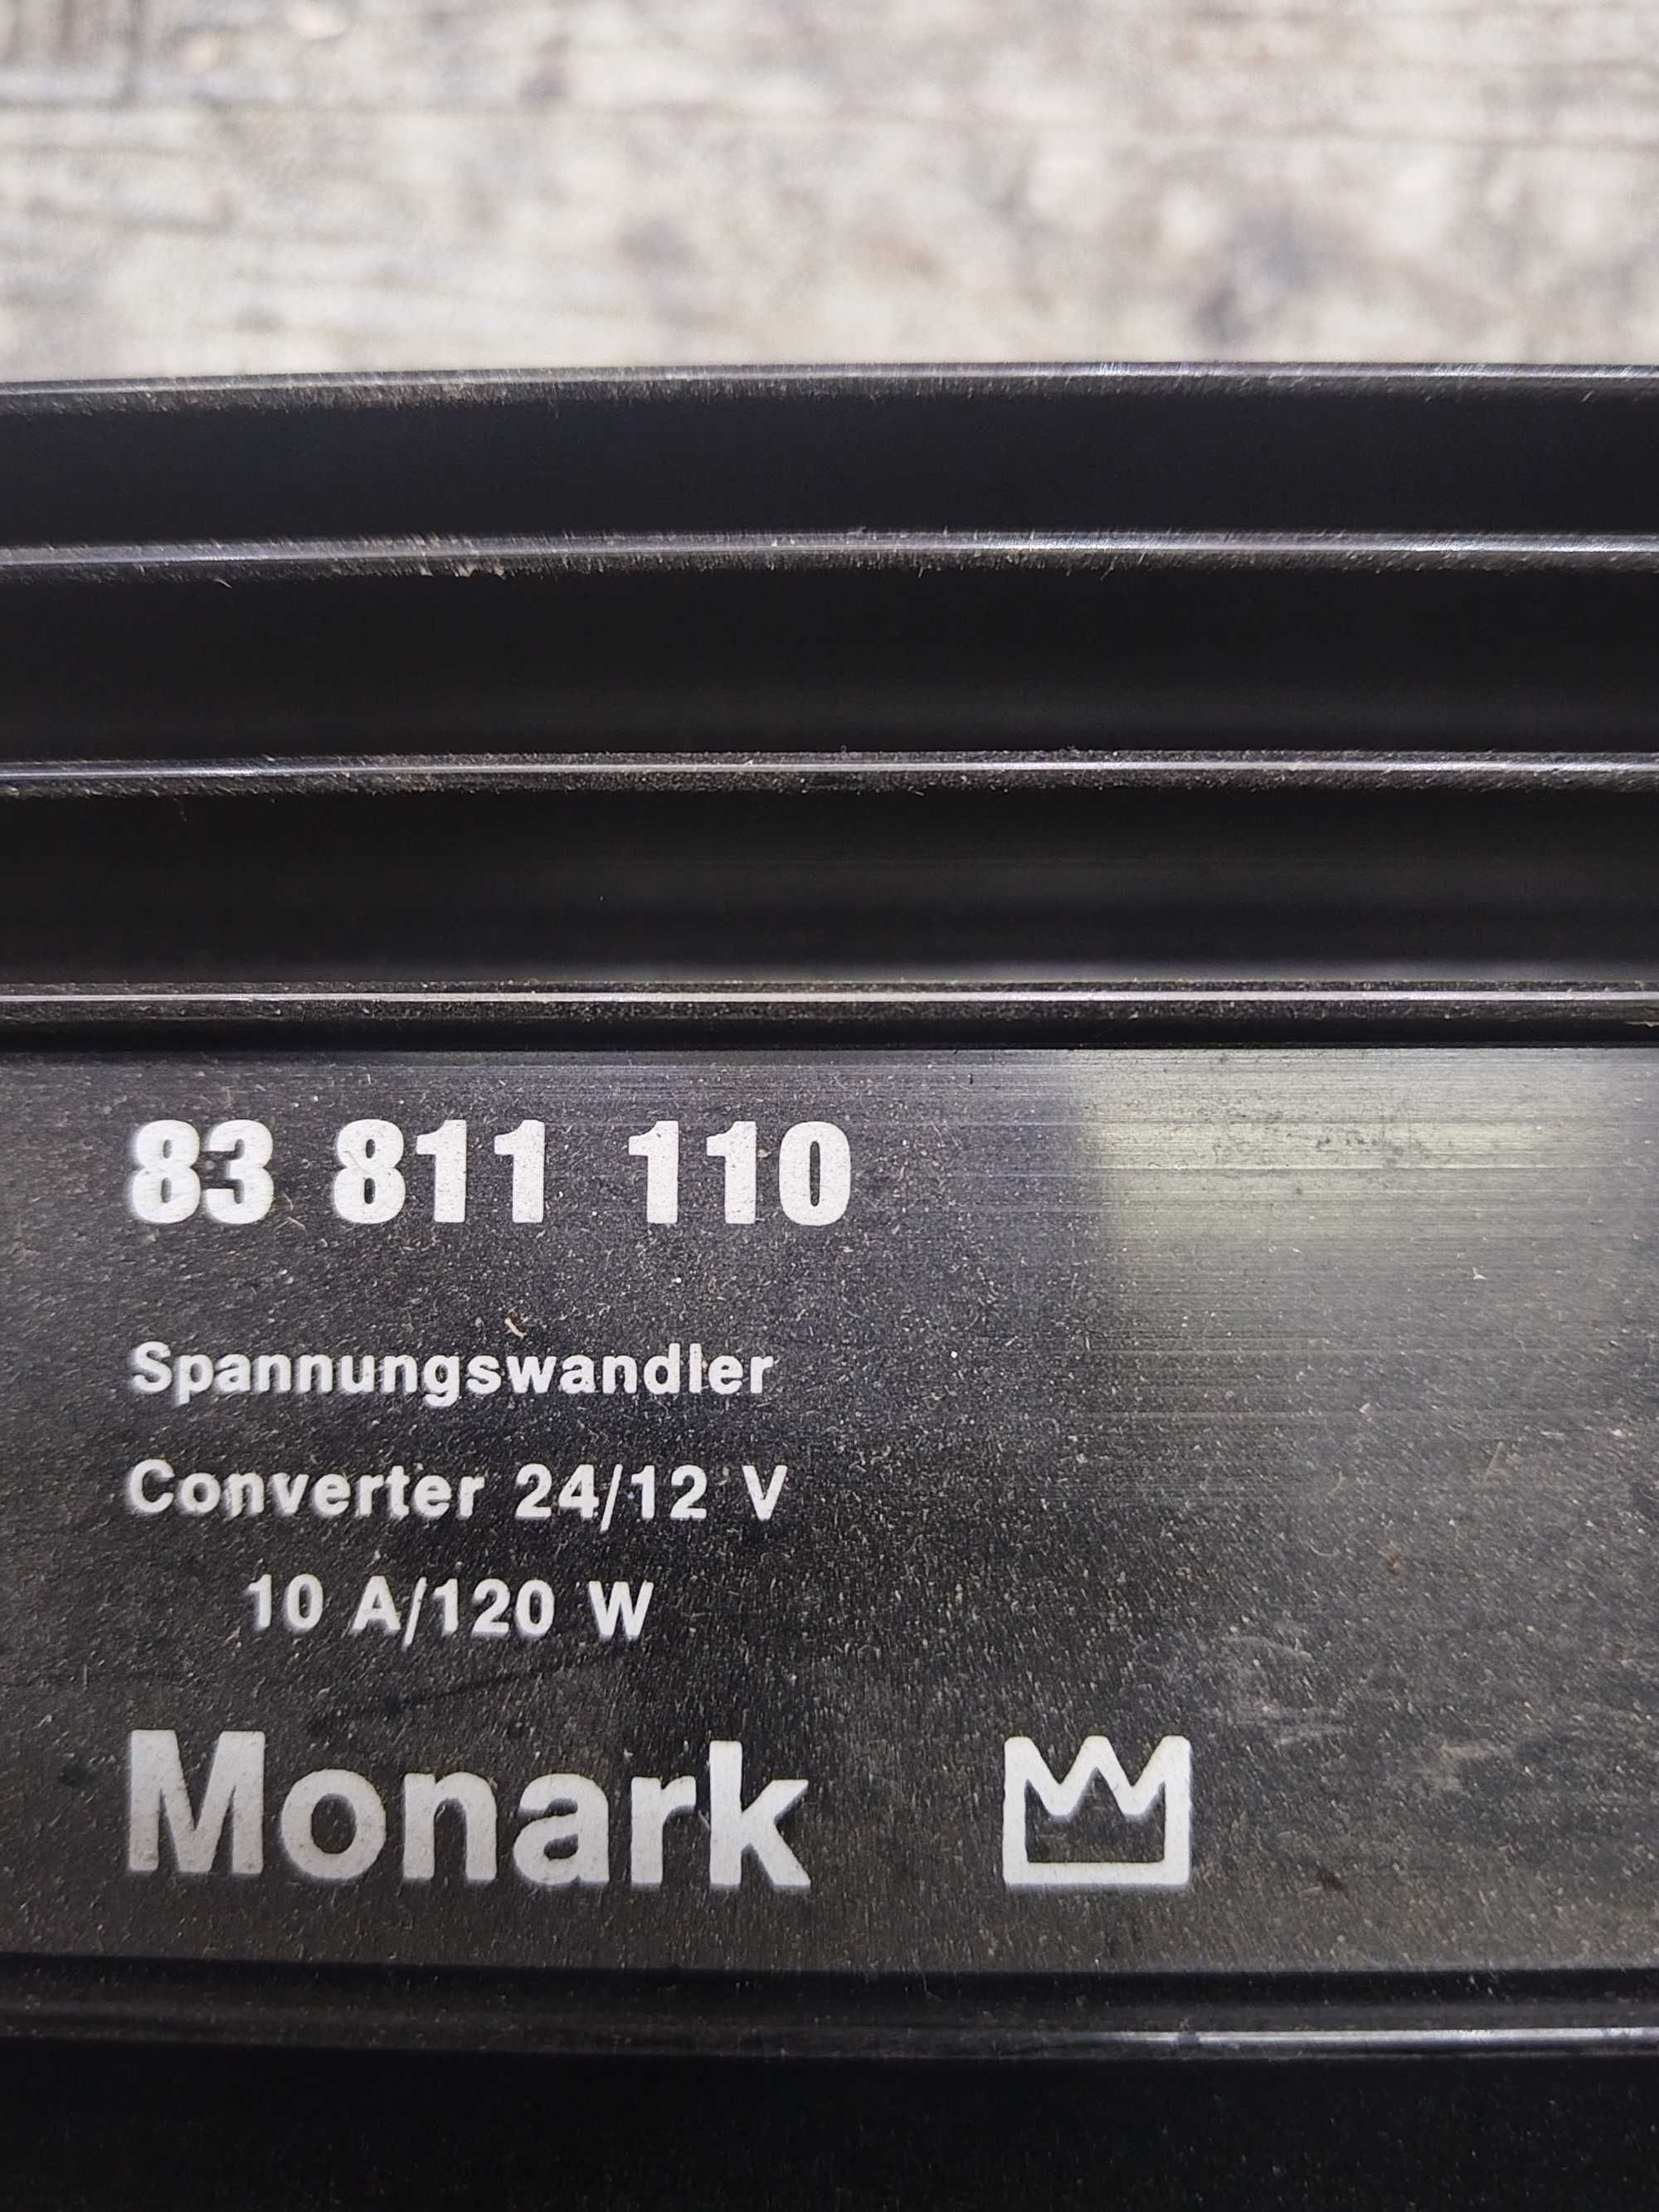 83 811 110
Spannungswandler
Converter 24/12 V
10 A/120 W
Monark